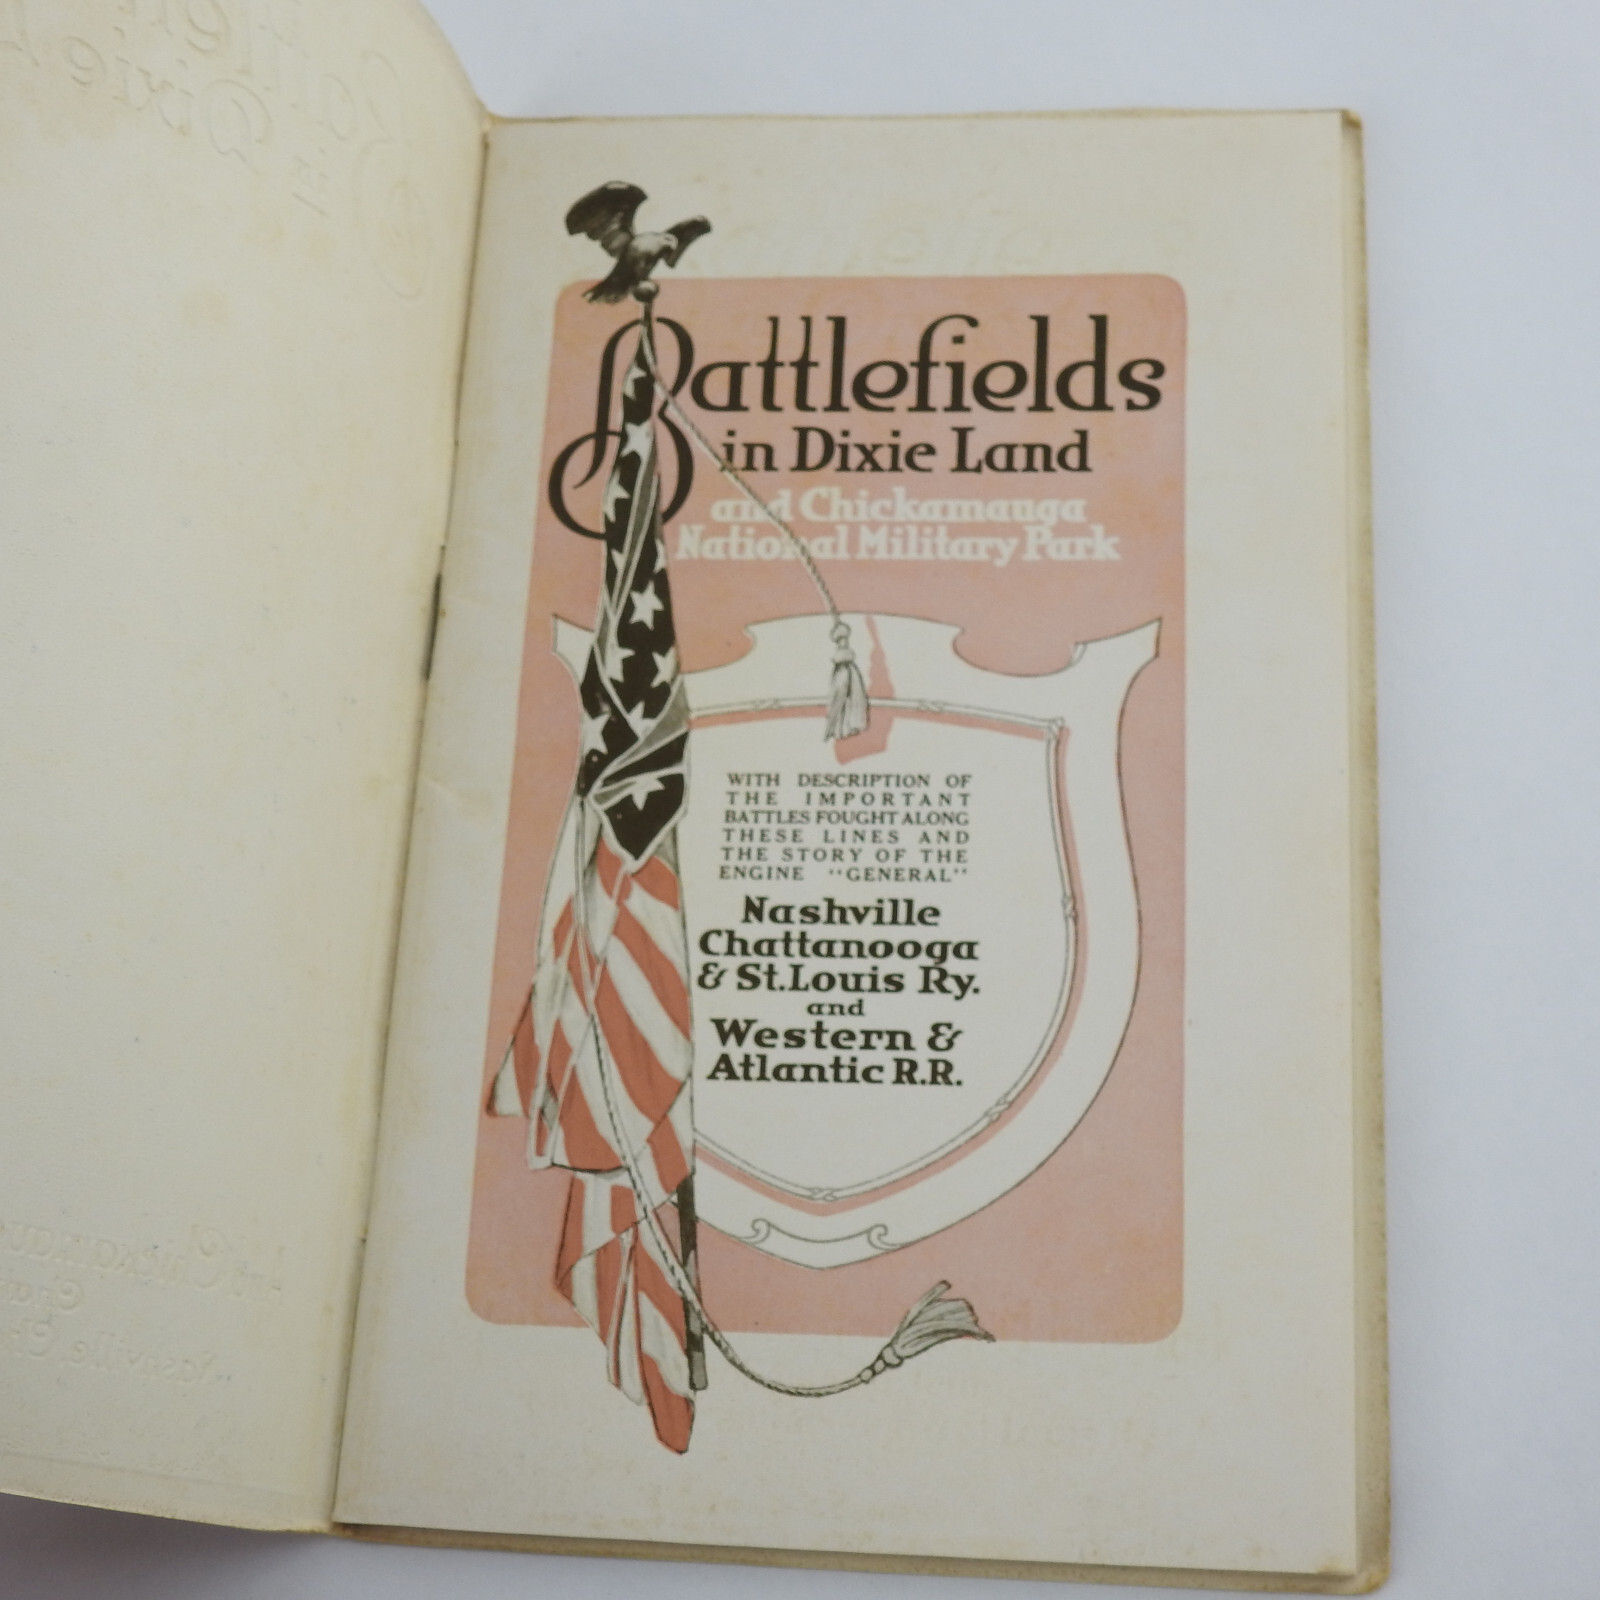 Battlefields
in Dixie Land
and Chickamauga
National Military Park
WITH DESCRIPTION OF
THE IMPORTANT
BATTLES FOUGHT ALONG
THESE LINES AND
THE STORY OF THE
ENGINE "GENERAL"
Nashville
Chattanooga
& St. Louis Ry.
and
Western &
Atlantic R.R.